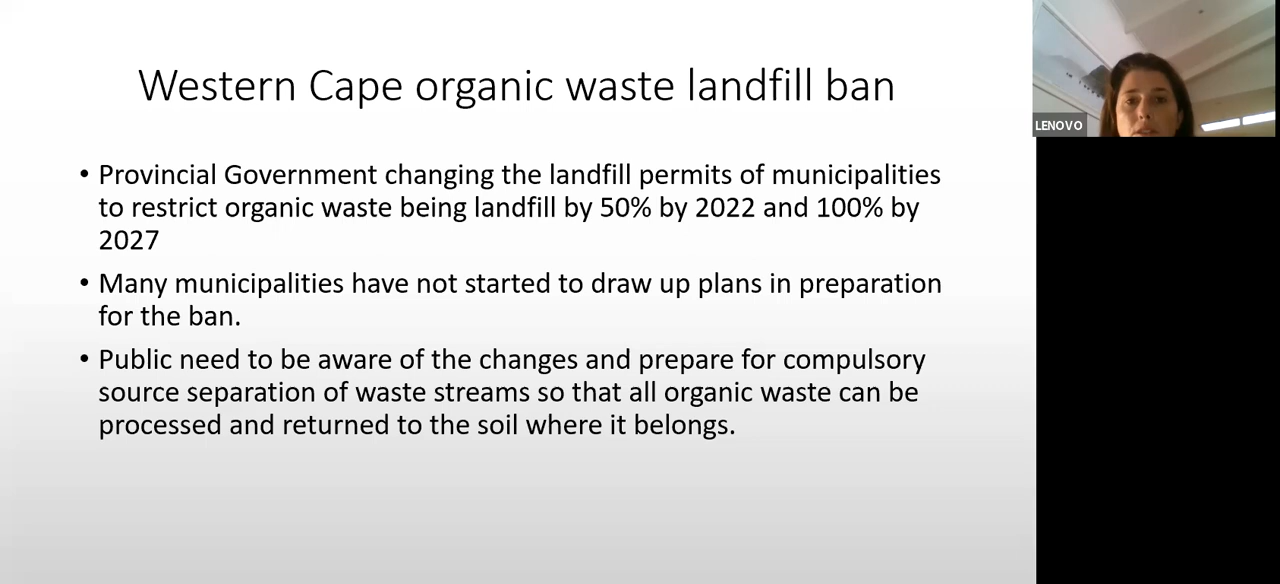 Western Cape organic waste landfill ban
• Provincial Government changing the landfill permits of municipalities
to restrict organic waste being landfill by 50% by 2022 and 100% by
2027
• Many municipalities have not started to draw up plans in preparation
for the ban.
• Public need to be aware of the changes and prepare for compulsory
source separation of waste streams so that all organic waste can be
processed and returned to the soil where it belongs.
LENOVO